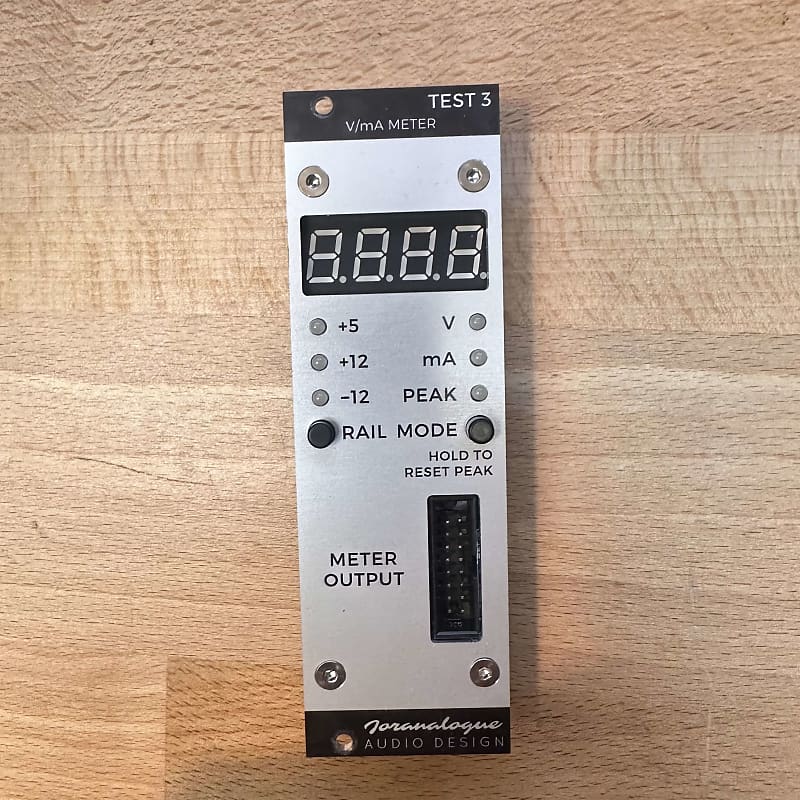 TEST 3
V/mA METER
+5 V
+12 mA
−12 PEAK
RAIL MODE
HOLD TO
RESET PEAK
METER
OUTPUT
Joranalogue
AUDIO DESIGN